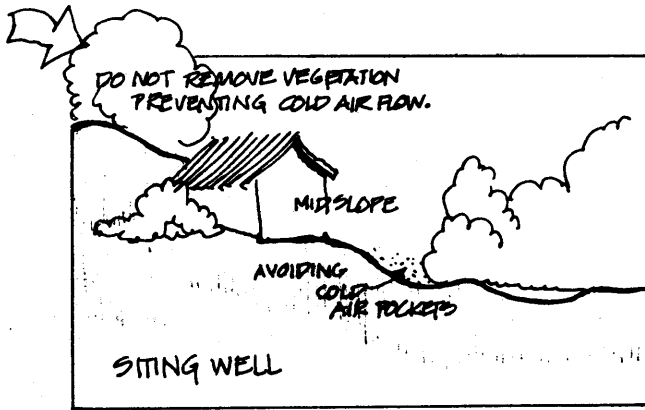 DO NOT REMOVE VEGETATION
PREVENTING COLD AIR FLOW.
MIDSLOPE
AVOIDING
COLD
AIR POCKETS
SITING WELL